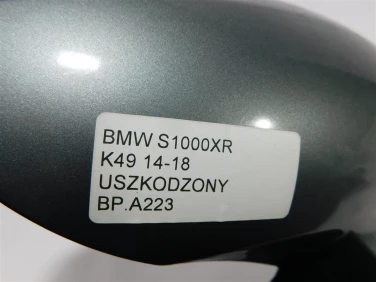 BMW S1000XR
K49 14-18
USZKODZONY
BP.A223